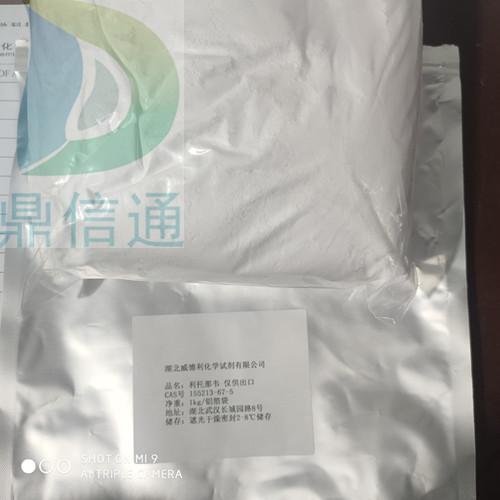 鼎信通
湖北威德利化学试剂有限公司
品名：利托那韦 仅供出口
CAS号 155213-67-5
净重：1kg/铝箔袋
地址：湖北武汉长城园路8号
储存：遮光干燥密封2-8℃储存
SHOT ON MI 9
AI TRIPLE CAMERA